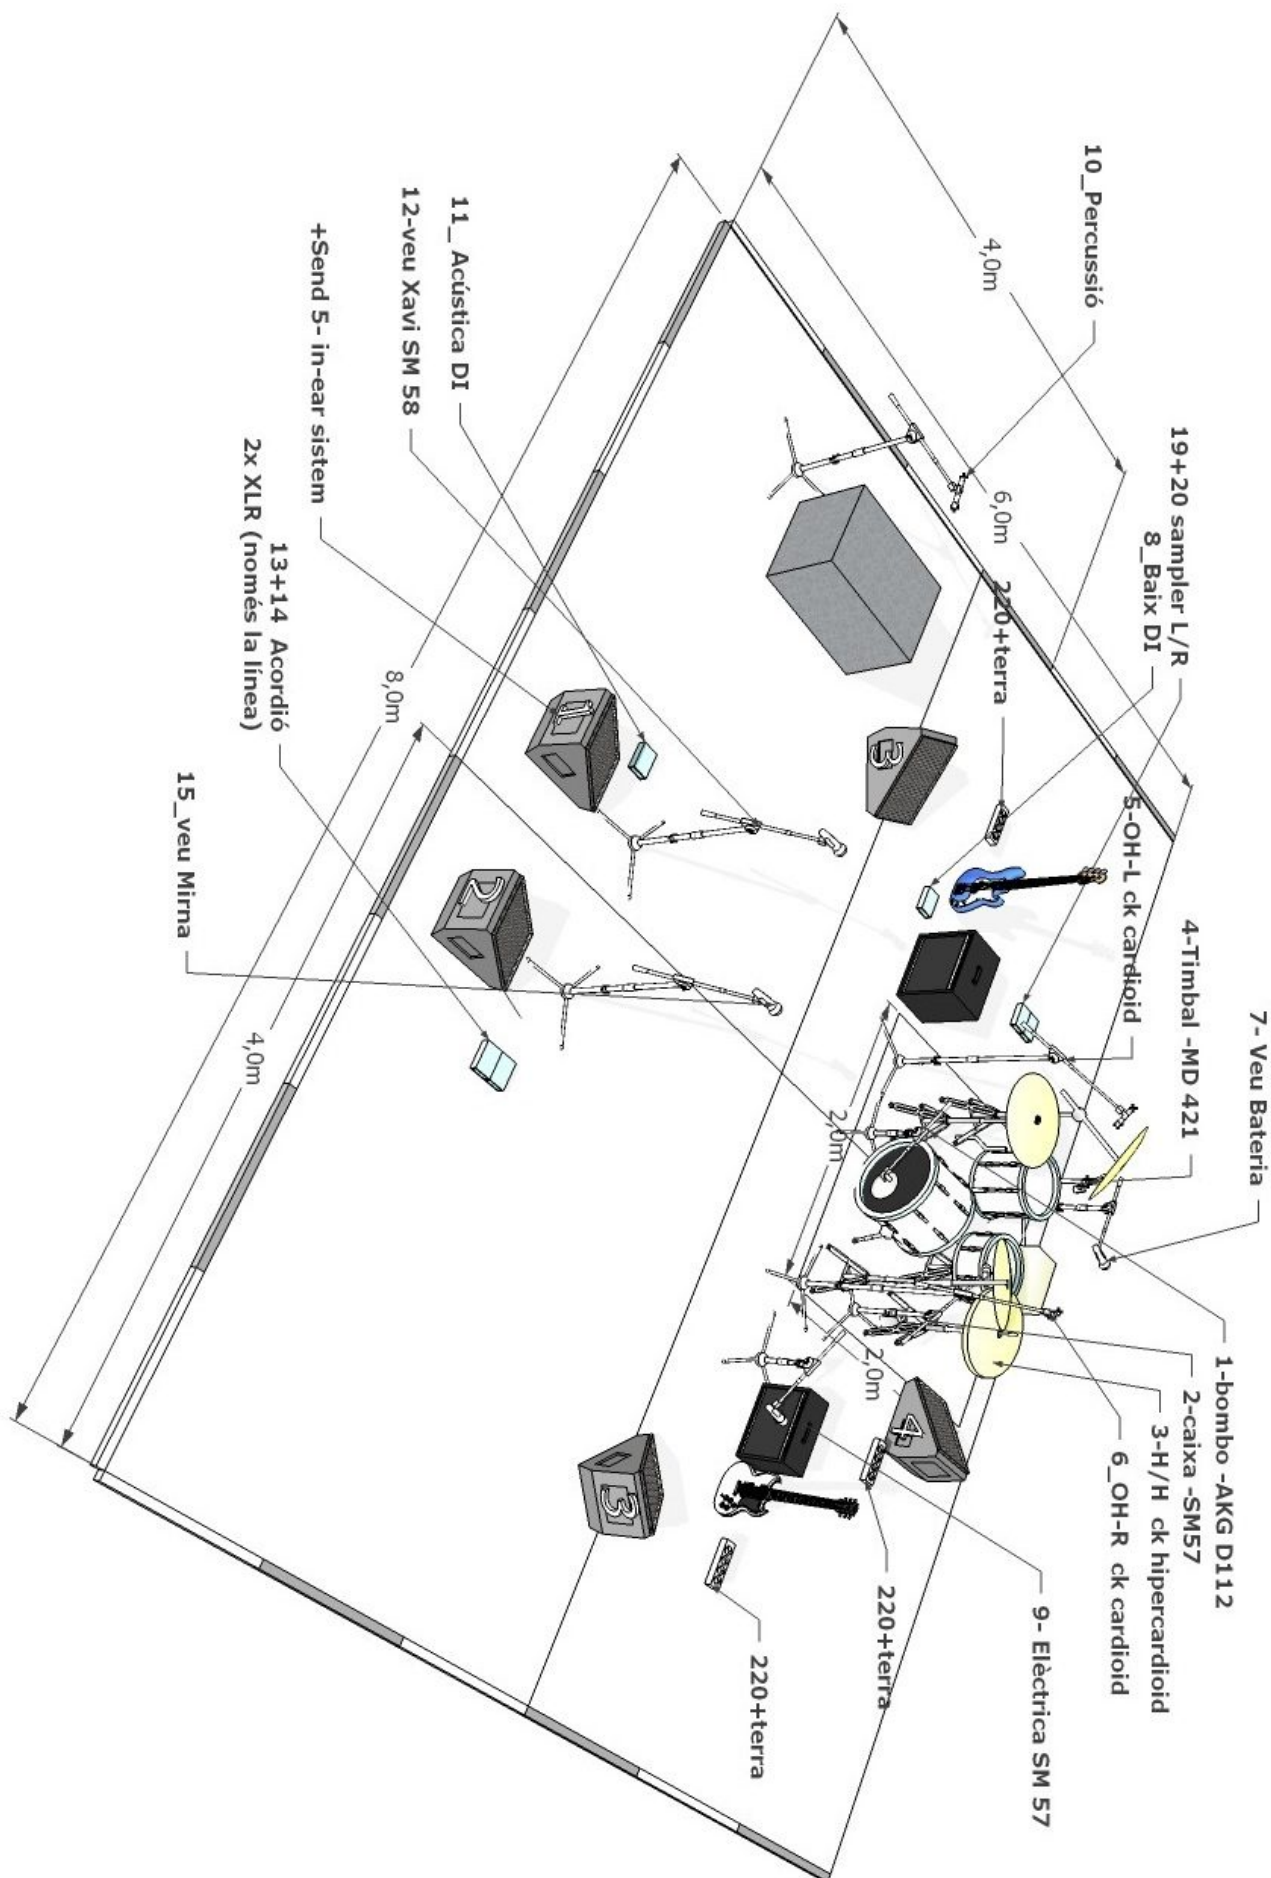 7- Veu Bateria
4-Timbal -MD 421
5-OH-L ck cardioid
19+20 sampler L/R
8_Baix DI
220+terra
10_Percussió
4,0m
6,0m
1-bombo -AKG D112
2-caixa -SM57
3-H/H ck hipercardioid
6_OH-R ck cardioid
9- Elèctrica SM 57
220+terra
220+terra
2,0m
2,0m
3
4
3
1
2
11_ Acústica DI
12-veu Xavi SM 58
+Send 5- in-ear sistem
13+14 Acordió
2x XLR (només la línea)
15_veu Mirna
8,0m
4,0m